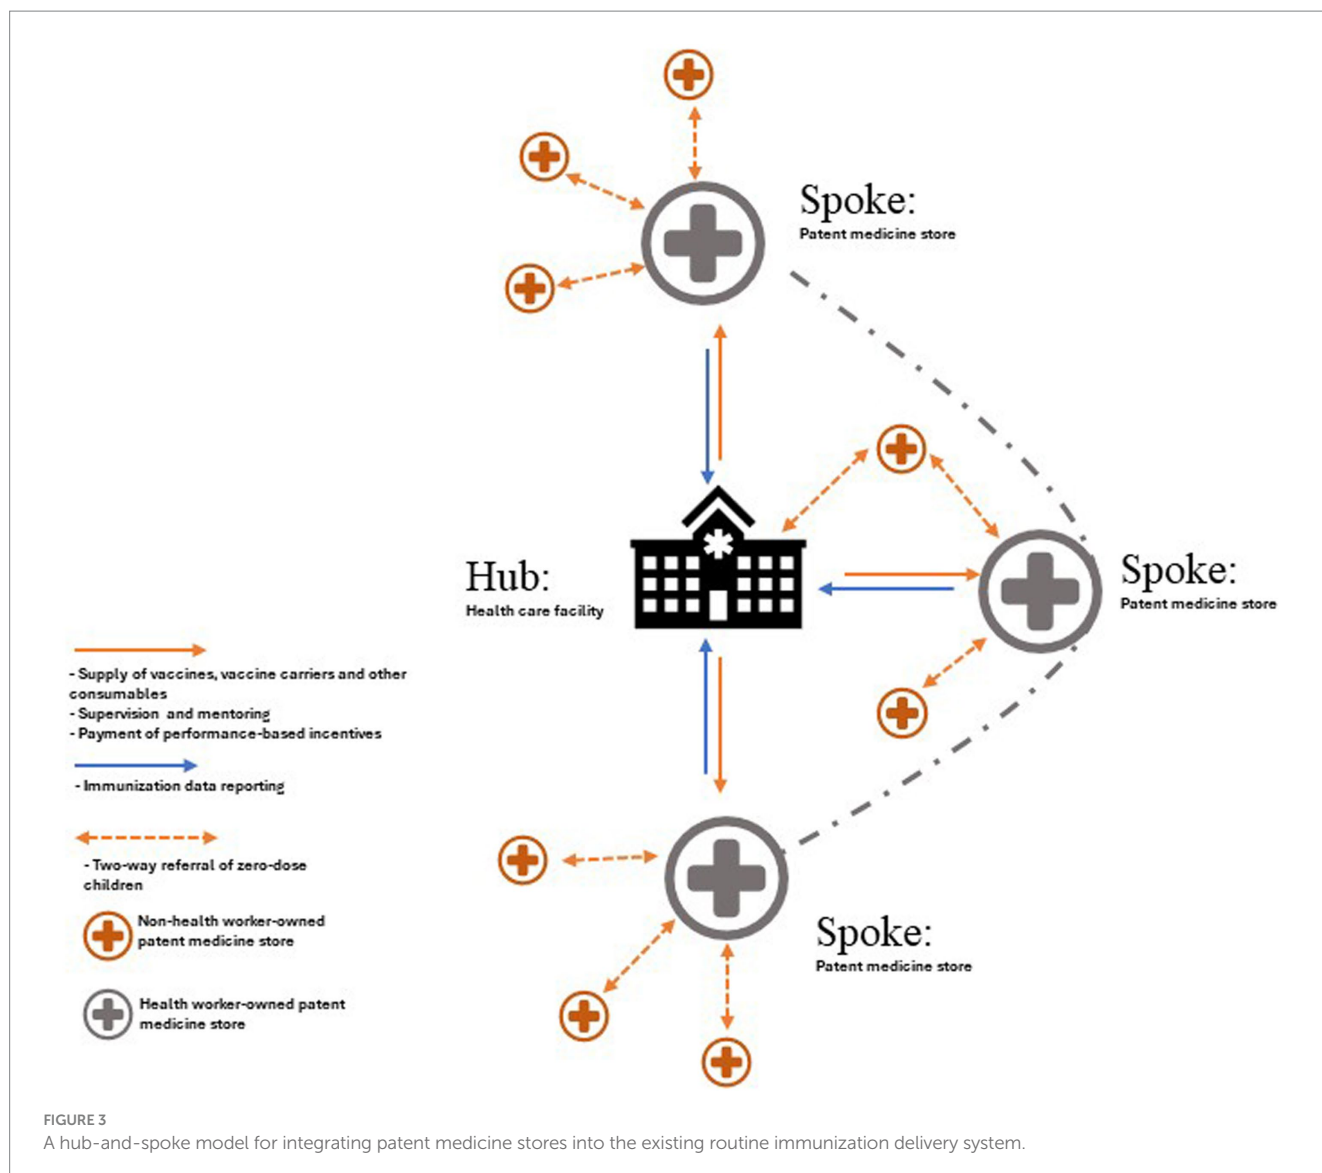 Spoke:
Patent medicine store
Hub:
Health care facility
Spoke:
Patent medicine store
- Supply of vaccines, vaccine carriers and other
consumables
- Supervision and mentoring
- Payment of performance-based incentives
- Immunization data reporting
- Two-way referral of zero-dose
children
Non-health worker-owned
patent medicine store
Health worker-owned patent
medicine store
Spoke:
Patent medicine store
FIGURE 3
A hub-and-spoke model for integrating patent medicine stores into the existing routine immunization delivery system.